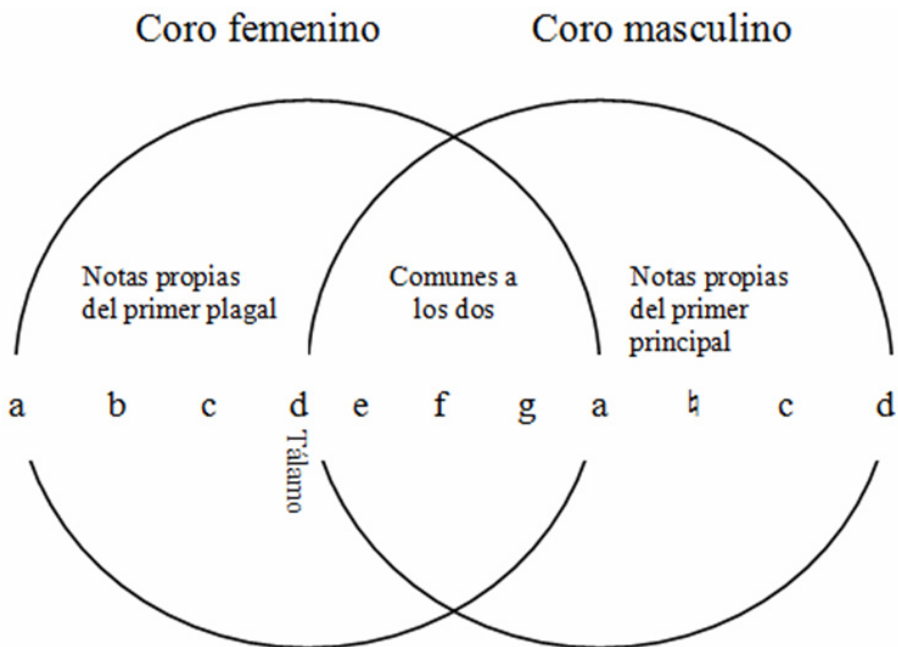 Coro femenino
Coro masculino
Notas propias
del primer plagal
Comunes a
los dos
Notas propias
del primer
principal
a b c d e f g a ♮ c d
Tálamo